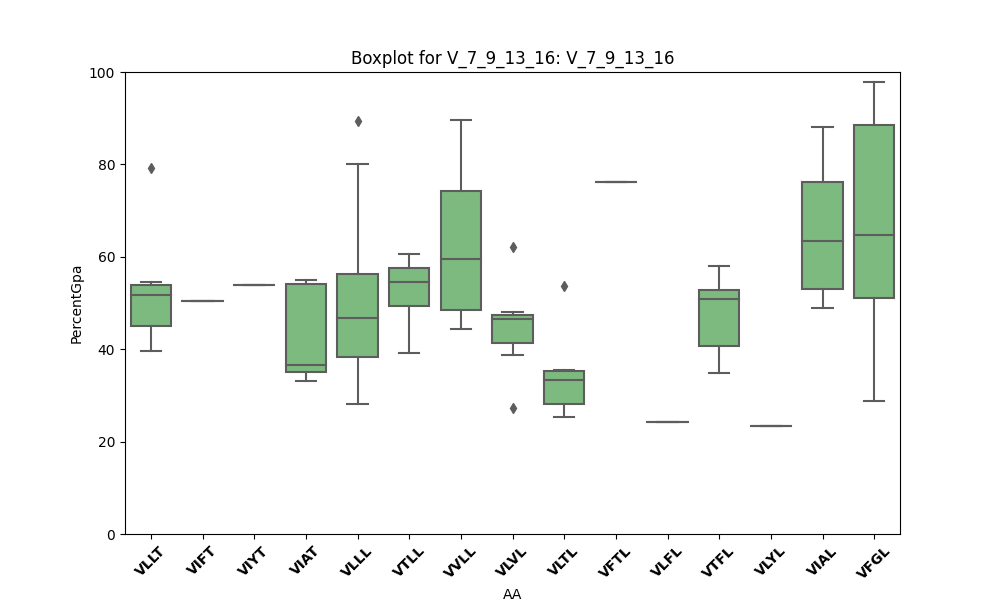 Boxplot for V_7_9_13_16: V_7_9_13_16
100
80
60
40
20
0
PercentGpa
VLLT VIFT VIYT VIAT VLLL VTLL VVLL VLVL VLTL VFTL VLFL VTFL VLYL VIAL VFGL
AA